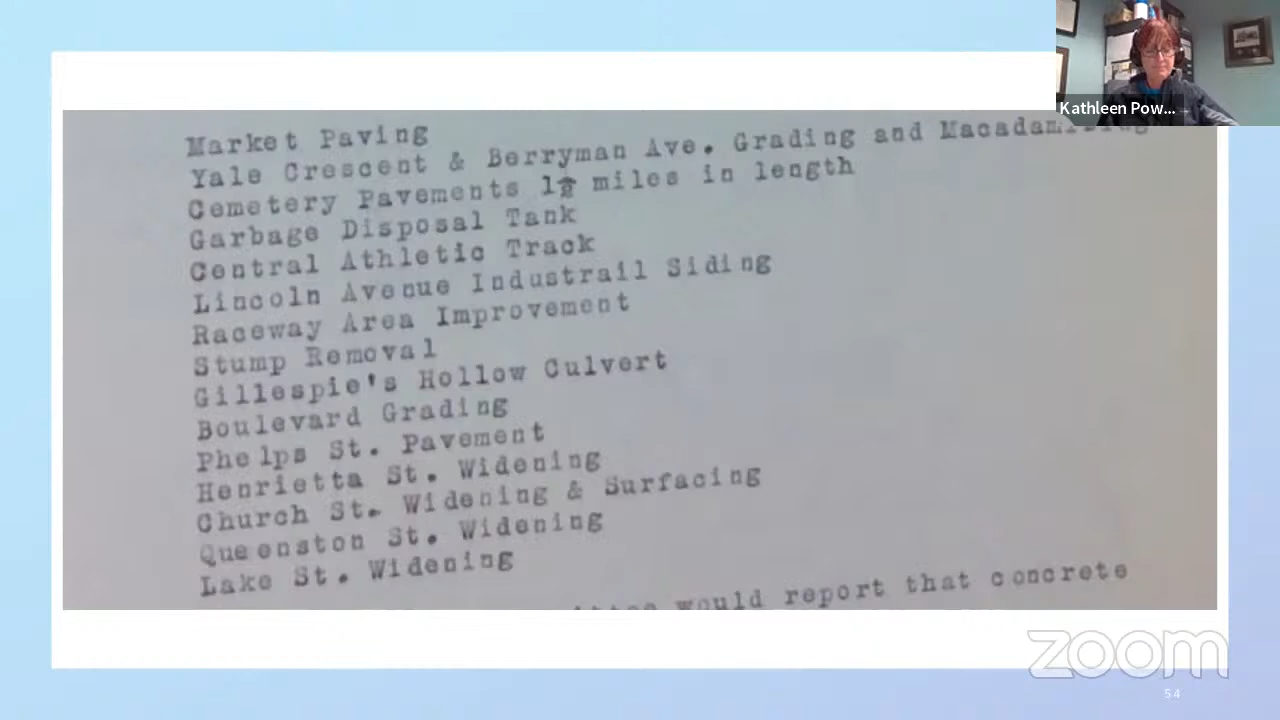 Kathleen Pow...
Market Paving
Yale Crescent & Berryman Ave. Grading and
Cemetery Pavements miles in length
Garbage Disposal Tank
Central Athletic Track
Lincoln Avenue Industrail Siding
Raceway Area Improvement
Stump Removal
Gillespie's Hollow Culvert
Boulevard Grading
Phelps St. Pavement
Henrietta St. Widening
Church St. Widening & Surfacing
Queenston St. Widening
Lake St. Widening
would report that concrete
zoom
54